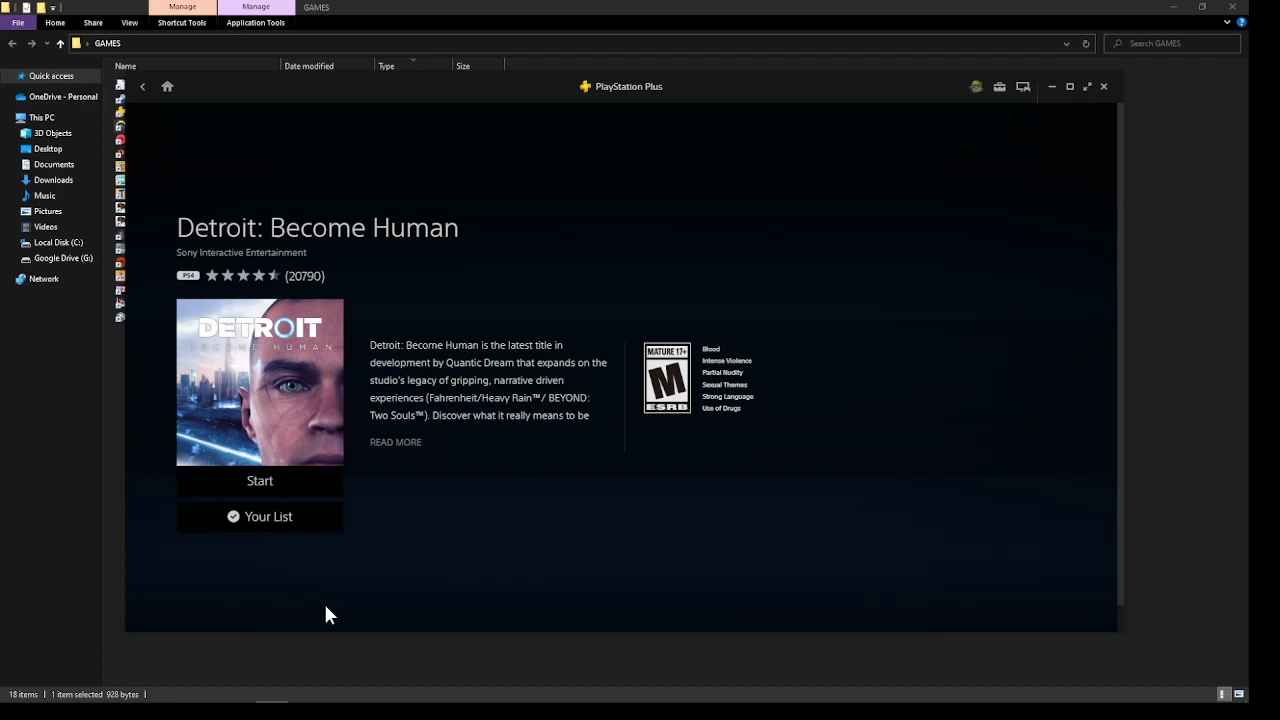 Manage
Manage
GAMES
File
Home
Share
View
Shortcut Tools
Application Tools
GAMES
Search GAMES
Name
Date modified
Type
Size
Quick access
OneDrive - Personal
This PC
3D Objects
Desktop
Documents
Downloads
Music
Pictures
Videos
Local Disk (C:)
Google Drive (G:)
Network
PlayStation Plus
Detroit: Become Human
Sony Interactive Entertainment
PS4
(20790)
DETROIT
BECOME HUMAN
Start
Your List
Detroit: Become Human is the latest title in
development by Quantic Dream that expands on the
studio's legacy of gripping, narrative driven
experiences (Fahrenheit/Heavy Rain™/ BEYOND:
Two Souls™). Discover what it really means to be
READ MORE
MATURE 17+
M
ESRB
Blood
Intense Violence
Partial Nudity
Sexual Themes
Strong Language
Use of Drugs
18 items
1 item selected 928 bytes